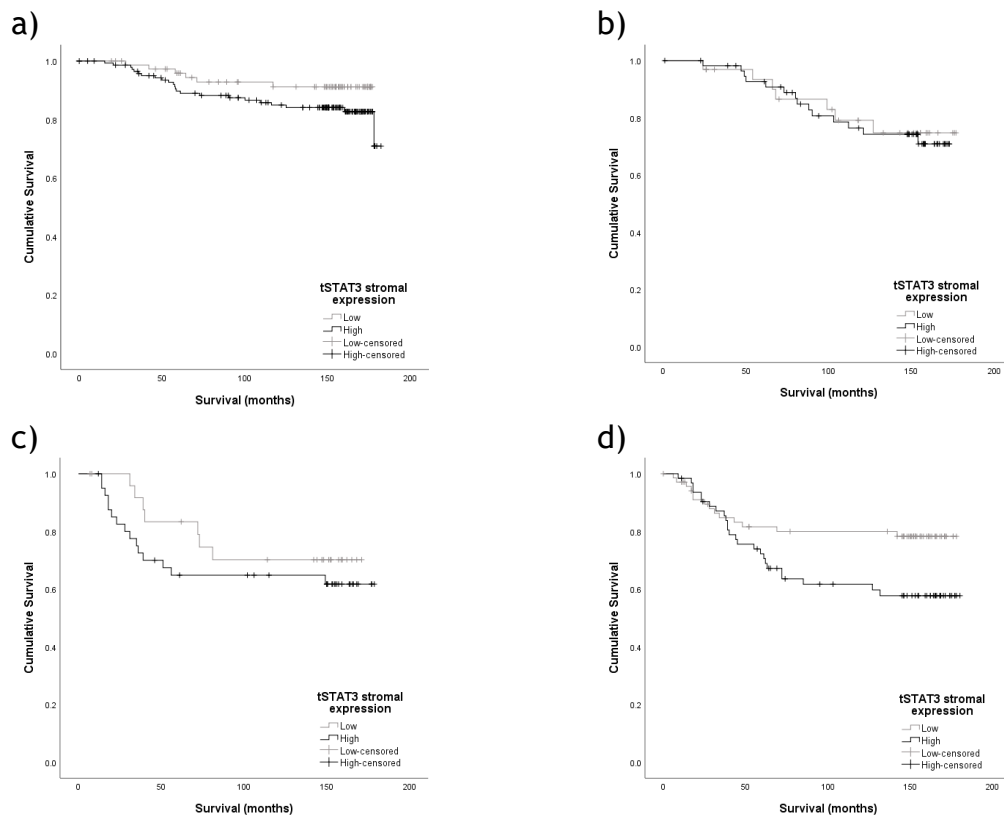 a)
1.0
0.8
0.6
0.4
0.2
0.0
Cumulative Survival
0
50
100
150
200
Survival (months)
tSTAT3 stromal
expression
Low
High
Low-censored
High-censored
b)
1.0
0.8
0.6
0.4
0.2
0.0
Cumulative Survival
0
50
100
150
200
Survival (months)
tSTAT3 stromal
expression
Low
High
Low-censored
High-censored
c)
1.0
0.8
0.6
0.4
0.2
0.0
Cumulative Survival
0
50
100
150
200
Survival (months)
tSTAT3 stromal
expression
Low
High
Low-censored
High-censored
d)
1.0
0.8
0.6
0.4
0.2
0.0
Cumulative Survival
0
50
100
150
200
Survival (months)
tSTAT3 stromal
expression
Low
High
Low-censored
High-censored